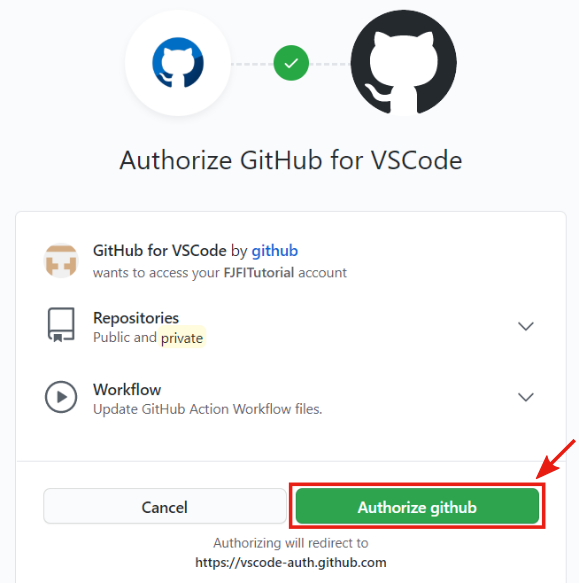 Authorize GitHub for VSCode
GitHub for VSCode by github
wants to access your FJFITutorial account
Repositories
Public and private
Workflow
Update GitHub Action Workflow files.
Cancel
Authorize github
Authorizing will redirect to
https://vscode-auth.github.com